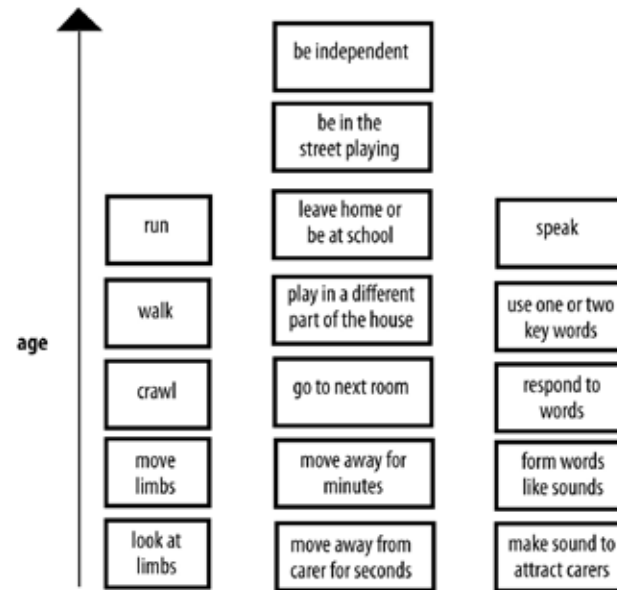 be independent
be in the
street playing
run
leave home or
be at school
speak
walk
play in a different
part of the house
use one or two
key words
age
crawl
go to next room
respond to
words
move
limbs
move away for
minutes
form words
like sounds
look at
limbs
move away from
carer for seconds
make sound to
attract carers